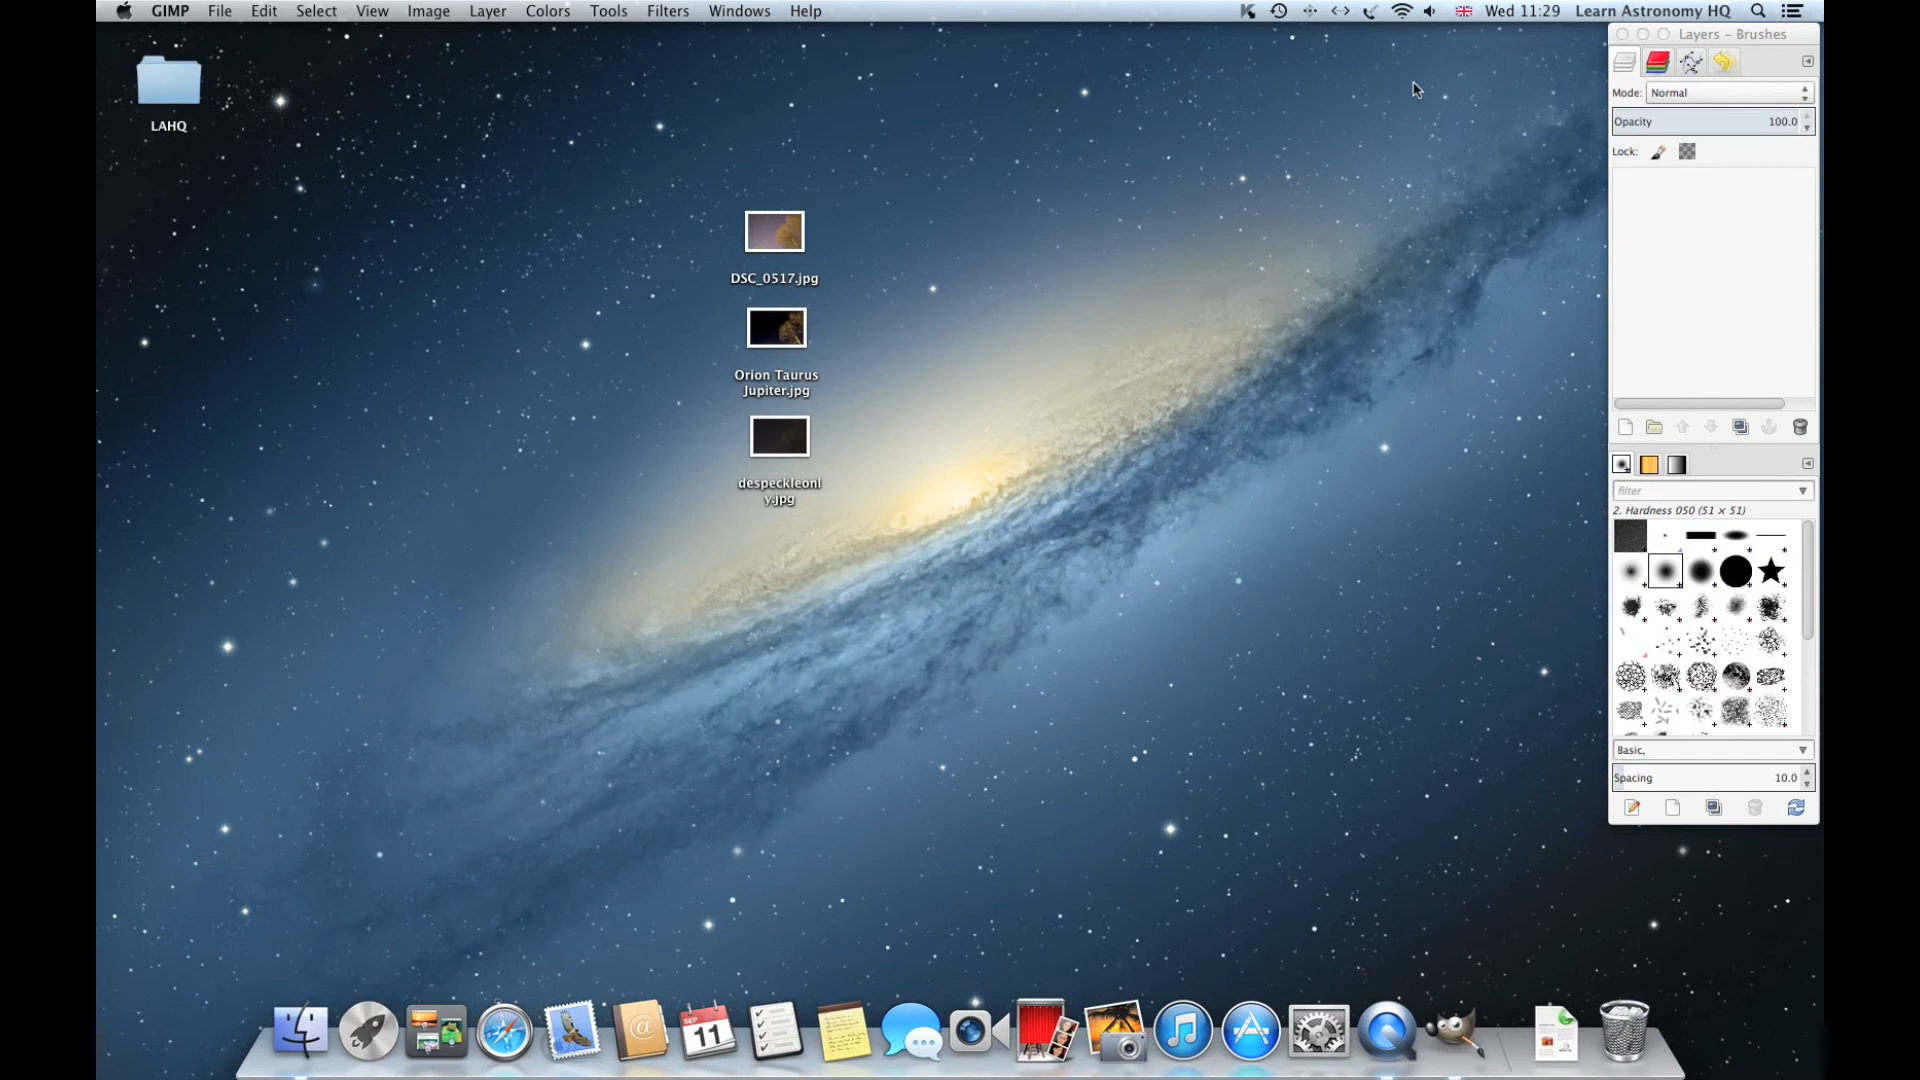 GIMP File Edit Select View Image Layer Colors Tools Filters Windows Help Wed 11:29 Learn Astronomy HQ
LAHQ
DSC_0517.jpg
Orion Taurus
Jupiter.jpg
despeckleonl
y.jpg
Layers – Brushes
Mode: Normal
Opacity 100.0
Lock:
filter
2. Hardness 050 (51 × 51)
Basic,
Spacing 10.0
SEP
11
@